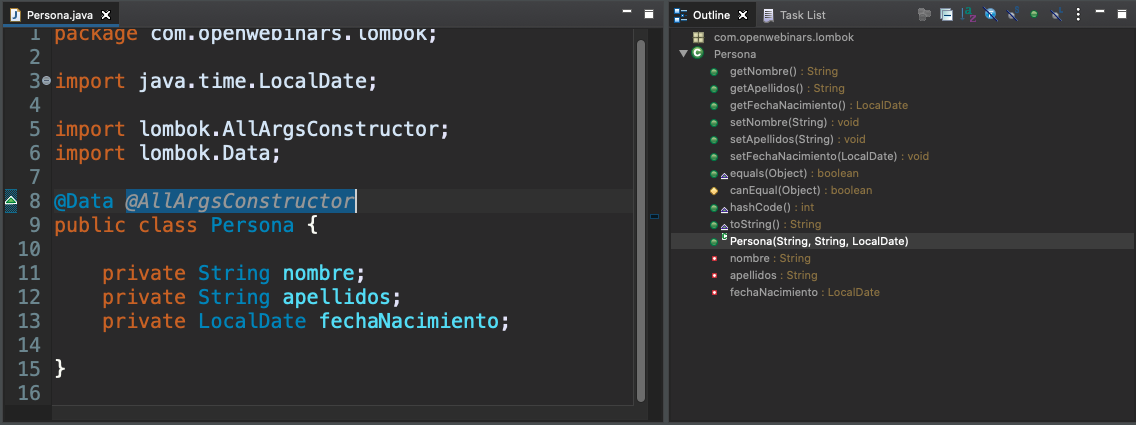 Persona.java
1 package com.openwebinars.lombok;
2
3 import java.time.LocalDate;
4
5 import lombok.AllArgsConstructor;
6 import lombok.Data;
7
8 @Data @AllArgsConstructor
9 public class Persona {
10
11 private String nombre;
12 private String apellidos;
13 private LocalDate fechaNacimiento;
14
15 }
16
Outline Task List
com.openwebinars.lombok
Persona
getNombre() : String
getApellidos() : String
getFechaNacimiento() : LocalDate
setNombre(String) : void
setApellidos(String) : void
setFechaNacimiento(LocalDate) : void
equals(Object) : boolean
canEqual(Object) : boolean
hashCode() : int
toString() : String
Persona(String, String, LocalDate)
nombre : String
apellidos : String
fechaNacimiento : LocalDate